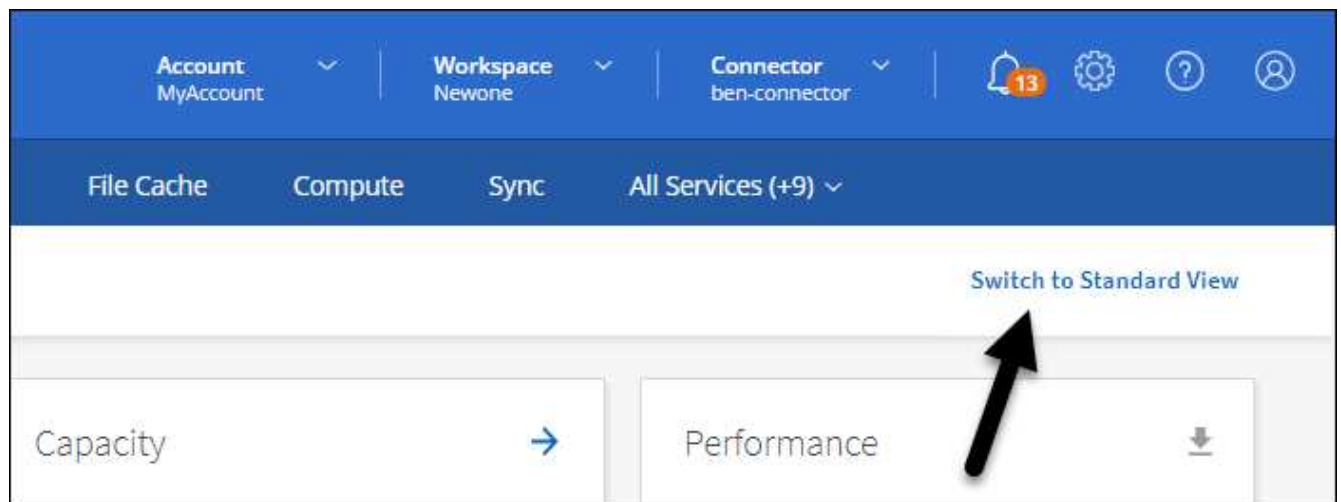 Account Workspace Connector
MyAccount Newone ben-connector 13
File Cache Compute Sync All Services (+9)
Switch to Standard View
Capacity Performance